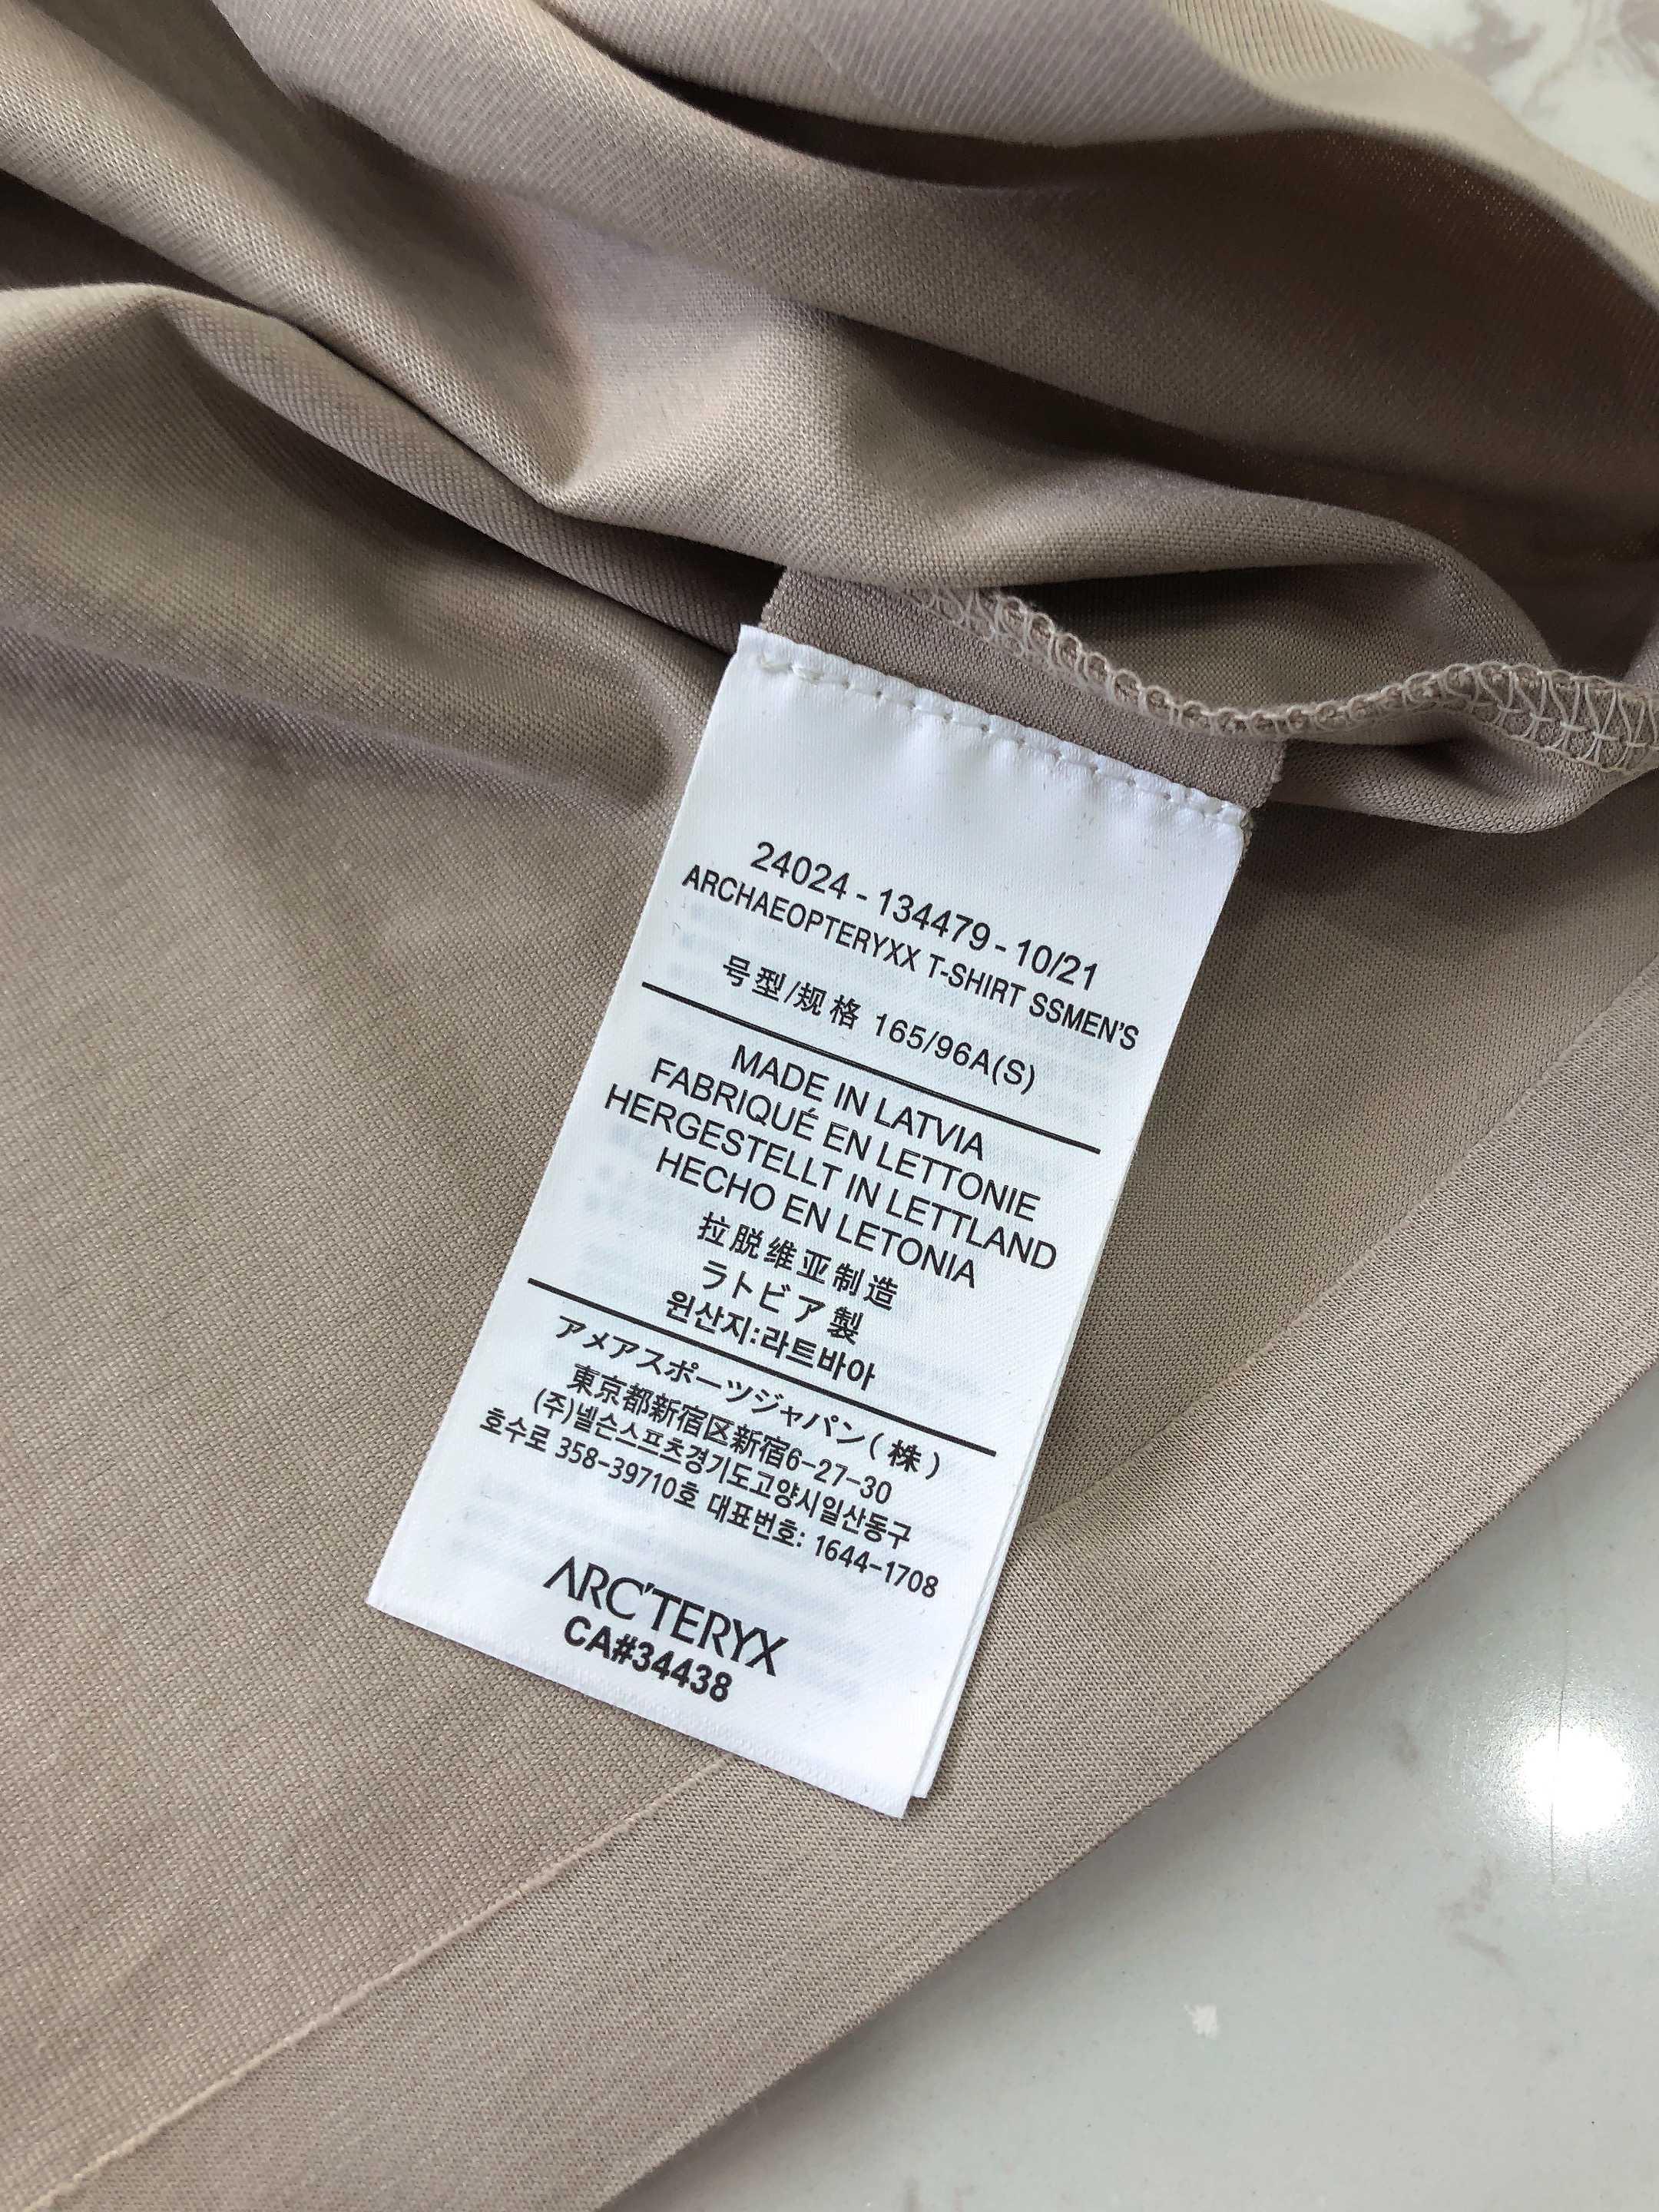 24024 - 134479 - 10/21
ARCHAEOPTERYXX T-SHIRT SSMEN'S
号型/规格 165/96A(S)
MADE IN LATVIA
FABRIQUÉ EN LETTONIE
HERGESTELLT IN LETTLAND
HECHO EN LETONIA
拉脱维亚制造
ラトビア製
원산지:라트바아
アメアスポーツジャパン(株)
東京都新宿区新宿6-27-30
(주)넬슨스포츠경기도고양시일산동구
호수로 358-39710호 대표번호: 1644-1708
ARC'TERYX
CA#34438